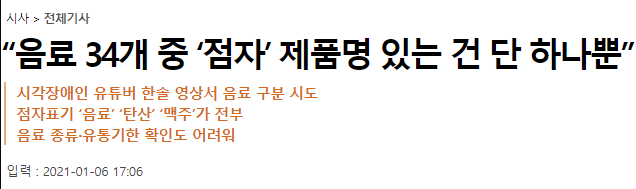 시사 > 전체기사
“음료 34개 중 ‘점자’ 제품명 있는 건 단 하나뿐”
시각장애인 유튜버 한솔 영상서 음료 구분 시도
점자표기 ‘음료’ ‘탄산’ ‘맥주’가 전부
음료 종류·유통기한 확인도 어려워
입력 : 2021-01-06 17:06